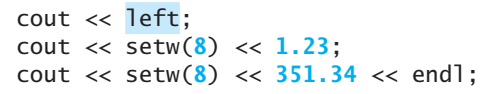 cout << left;
cout << setw(8) << 1.23;
cout << setw(8) << 351.34 << endl;